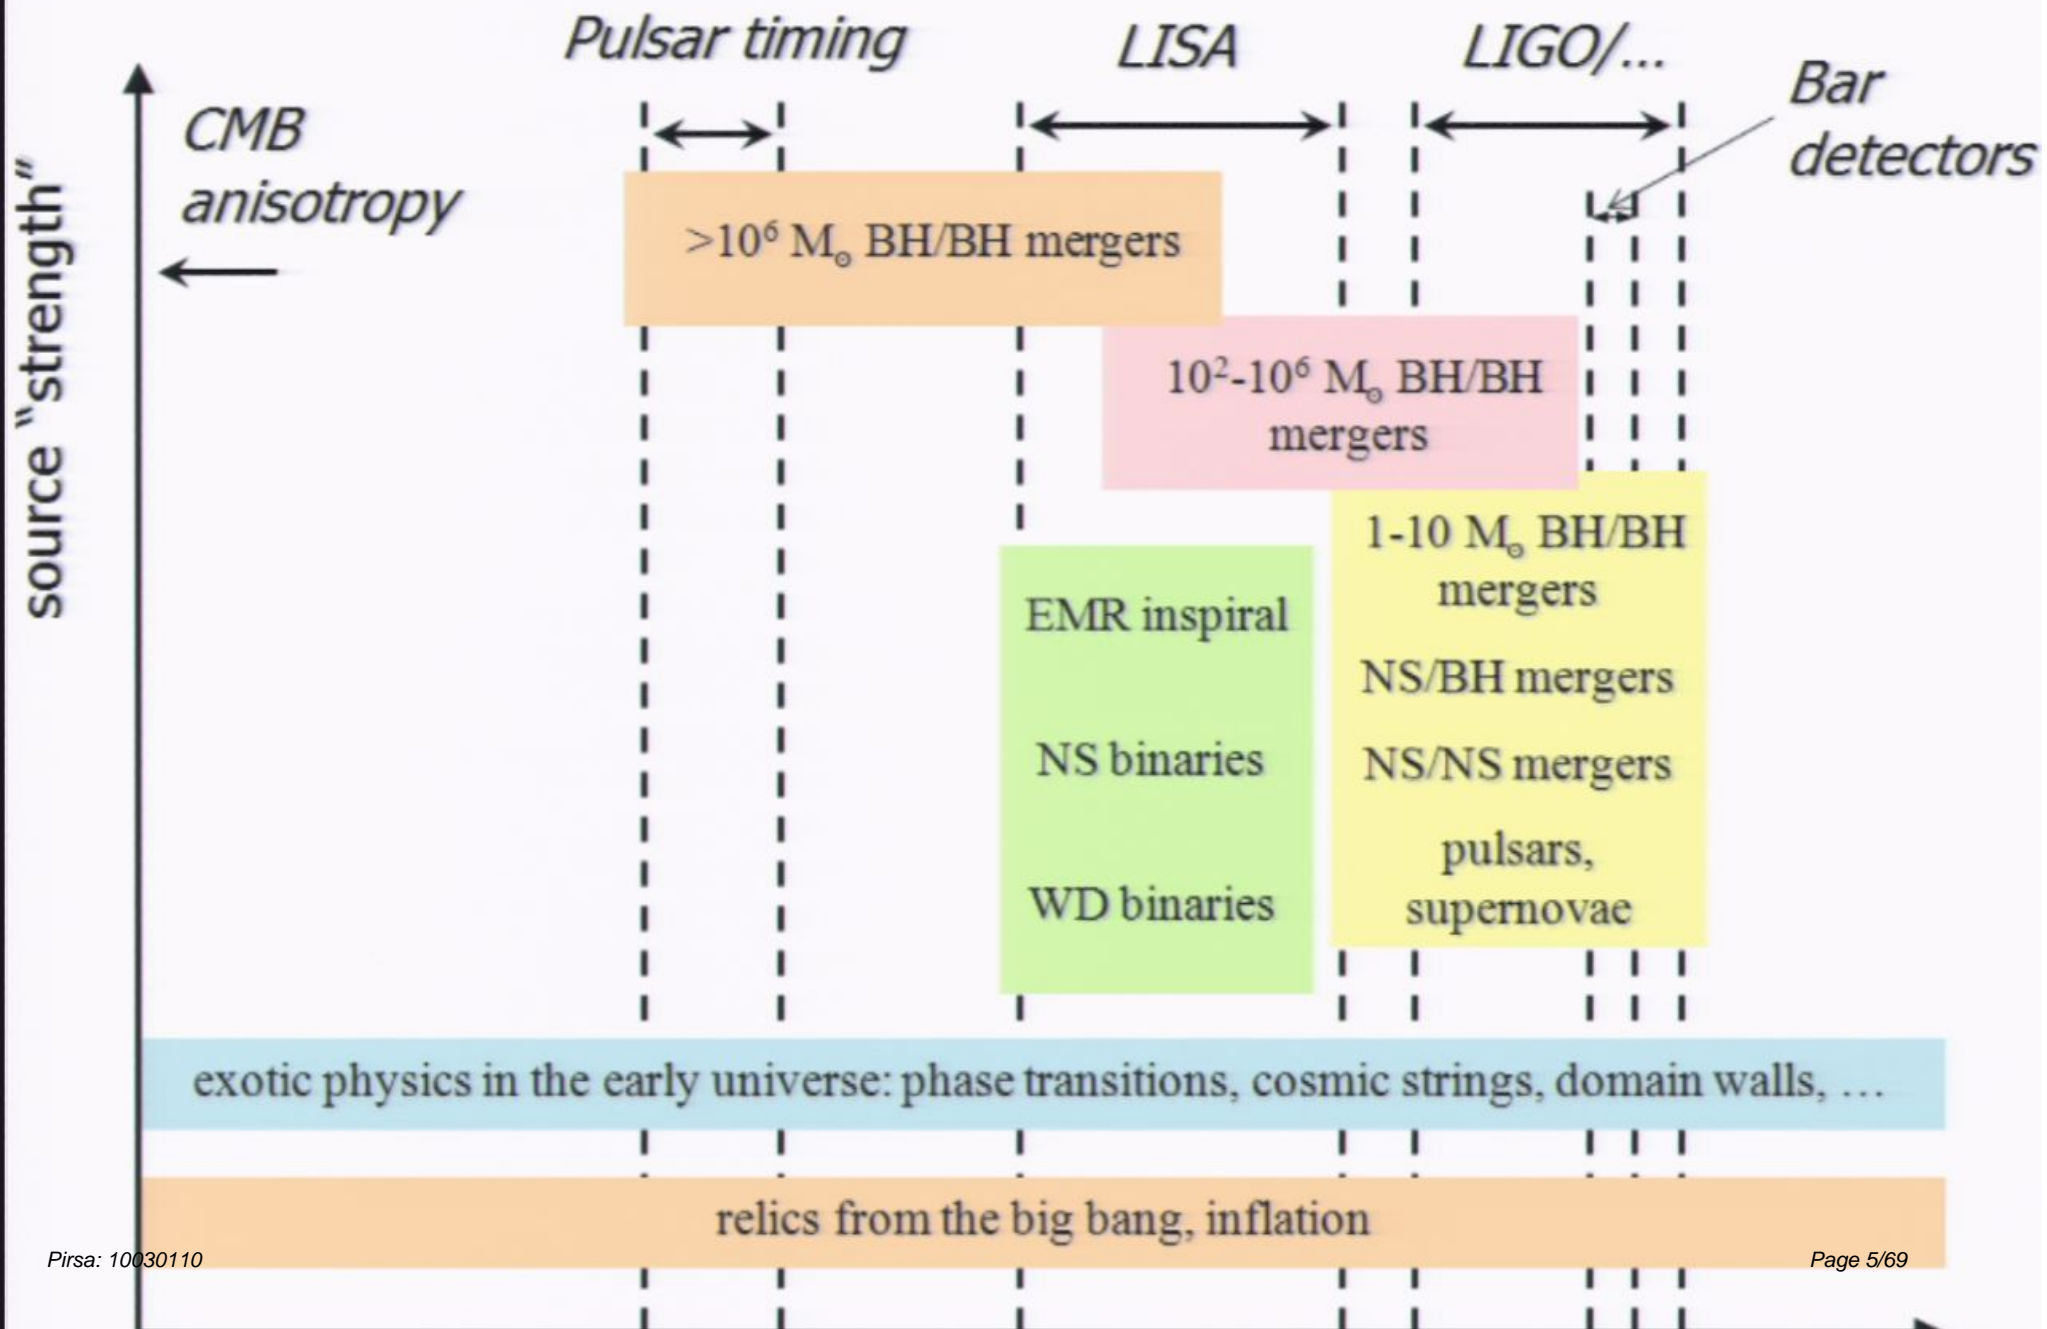 Pulsar timing
LISA
LIGO/...
Bar
detectors
CMB
anisotropy
source “strength”
>10⁶ M⊙ BH/BH mergers
10²-10⁶ M⊙ BH/BH
mergers
1-10 M⊙ BH/BH
mergers
NS/BH mergers
NS/NS mergers
pulsars,
supernovae
EMR inspiral
NS binaries
WD binaries
exotic physics in the early universe: phase transitions, cosmic strings, domain walls, …
relics from the big bang, inflation
Pirsa: 10030110
Page 5/69